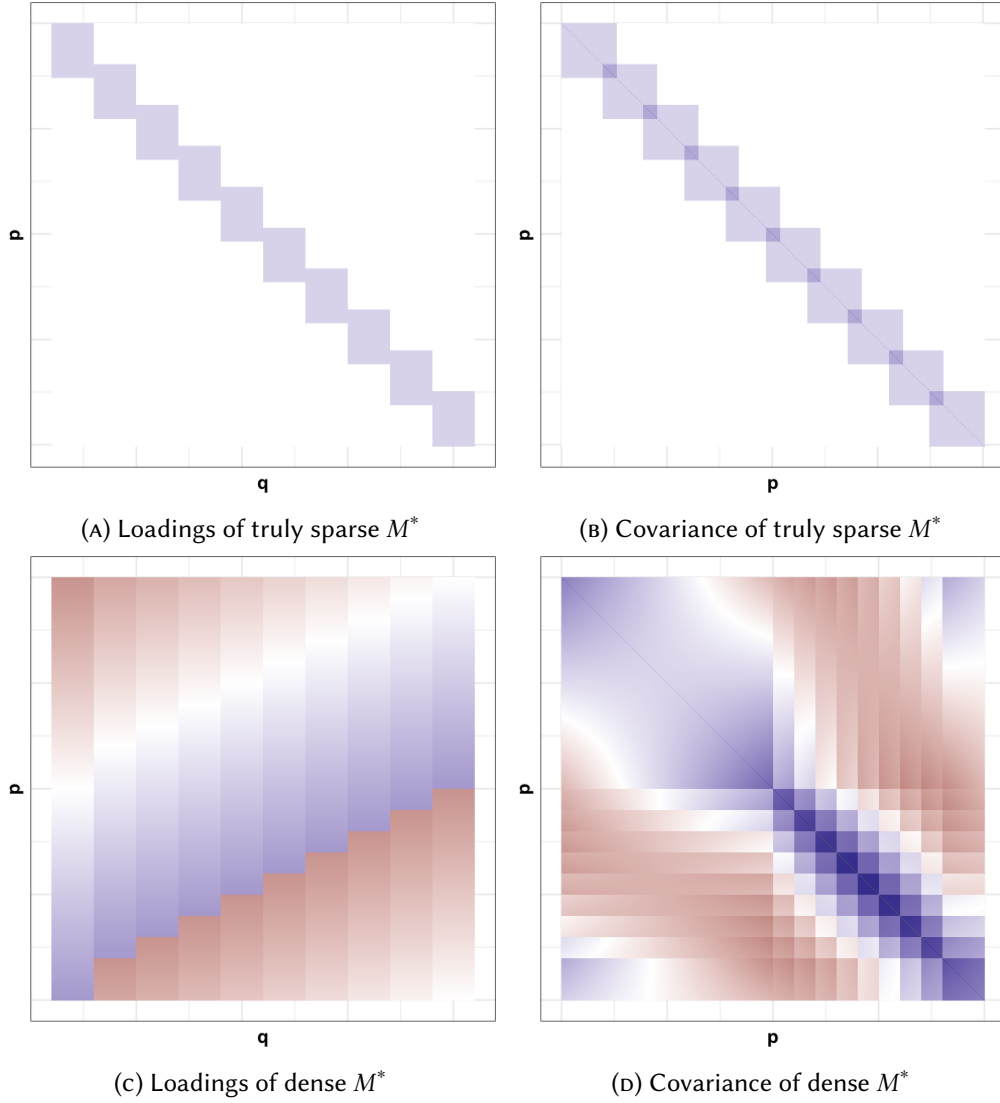 p
p
q
p
(A) Loadings of truly sparse M*
(B) Covariance of truly sparse M*
p
p
q
p
(C) Loadings of dense M*
(D) Covariance of dense M*